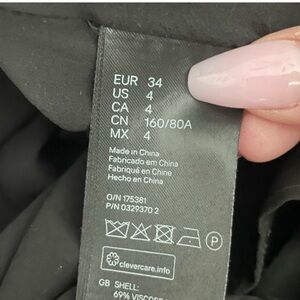 EUR 34
US 4
CA 4
CN 160/80A
MX 4
Made in China
Fabricado em China
Fabriqué en Chine
Hecho en China
O/N 175381
P/N 0329370 2
P
clevercare.info
GB SHELL:
69% VISCOSE